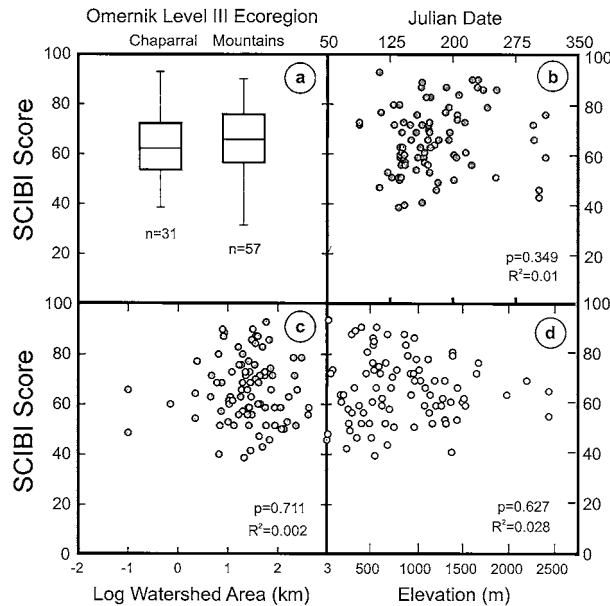 Omernik Level III Ecoregion
Julian Date
Chaparral Mountains
50 125 200 250 350
100
80
60
40
20
SCIBI Score
a
n=31
n=57
b
100
80
60
40
20
p=0.349
R²=0.01
100
80
60
40
20
0
SCIBI Score
c
p=0.711
R²=0.002
d
80
60
40
20
0
p=0.627
R²=0.028
-2 -1 0 1 2 3 500 1000 1500 2000 2500
Log Watershed Area (km)
Elevation (m)